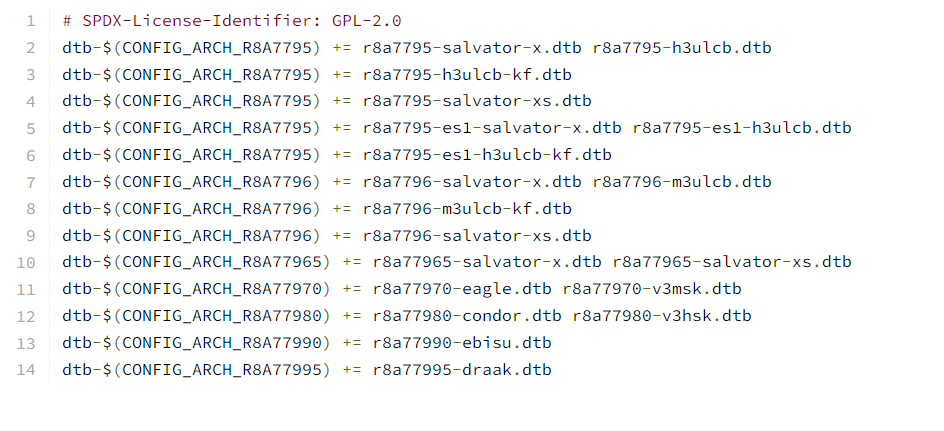 1 # SPDX-License-Identifier: GPL-2.0
2 dtb-$(CONFIG_ARCH_R8A7795) += r8a7795-salvator-x.dtb r8a7795-h3ulcb.dtb
3 dtb-$(CONFIG_ARCH_R8A7795) += r8a7795-h3ulcb-kf.dtb
4 dtb-$(CONFIG_ARCH_R8A7795) += r8a7795-salvator-xs.dtb
5 dtb-$(CONFIG_ARCH_R8A7795) += r8a7795-es1-salvator-x.dtb r8a7795-es1-h3ulcb.dtb
6 dtb-$(CONFIG_ARCH_R8A7795) += r8a7795-es1-h3ulcb-kf.dtb
7 dtb-$(CONFIG_ARCH_R8A7796) += r8a7796-salvator-x.dtb r8a7796-m3ulcb.dtb
8 dtb-$(CONFIG_ARCH_R8A7796) += r8a7796-m3ulcb-kf.dtb
9 dtb-$(CONFIG_ARCH_R8A7796) += r8a7796-salvator-xs.dtb
10 dtb-$(CONFIG_ARCH_R8A77965) += r8a77965-salvator-x.dtb r8a77965-salvator-xs.dtb
11 dtb-$(CONFIG_ARCH_R8A77970) += r8a77970-eagle.dtb r8a77970-v3msk.dtb
12 dtb-$(CONFIG_ARCH_R8A77980) += r8a77980-condor.dtb r8a77980-v3hsk.dtb
13 dtb-$(CONFIG_ARCH_R8A77990) += r8a77990-ebisu.dtb
14 dtb-$(CONFIG_ARCH_R8A77995) += r8a77995-draak.dtb